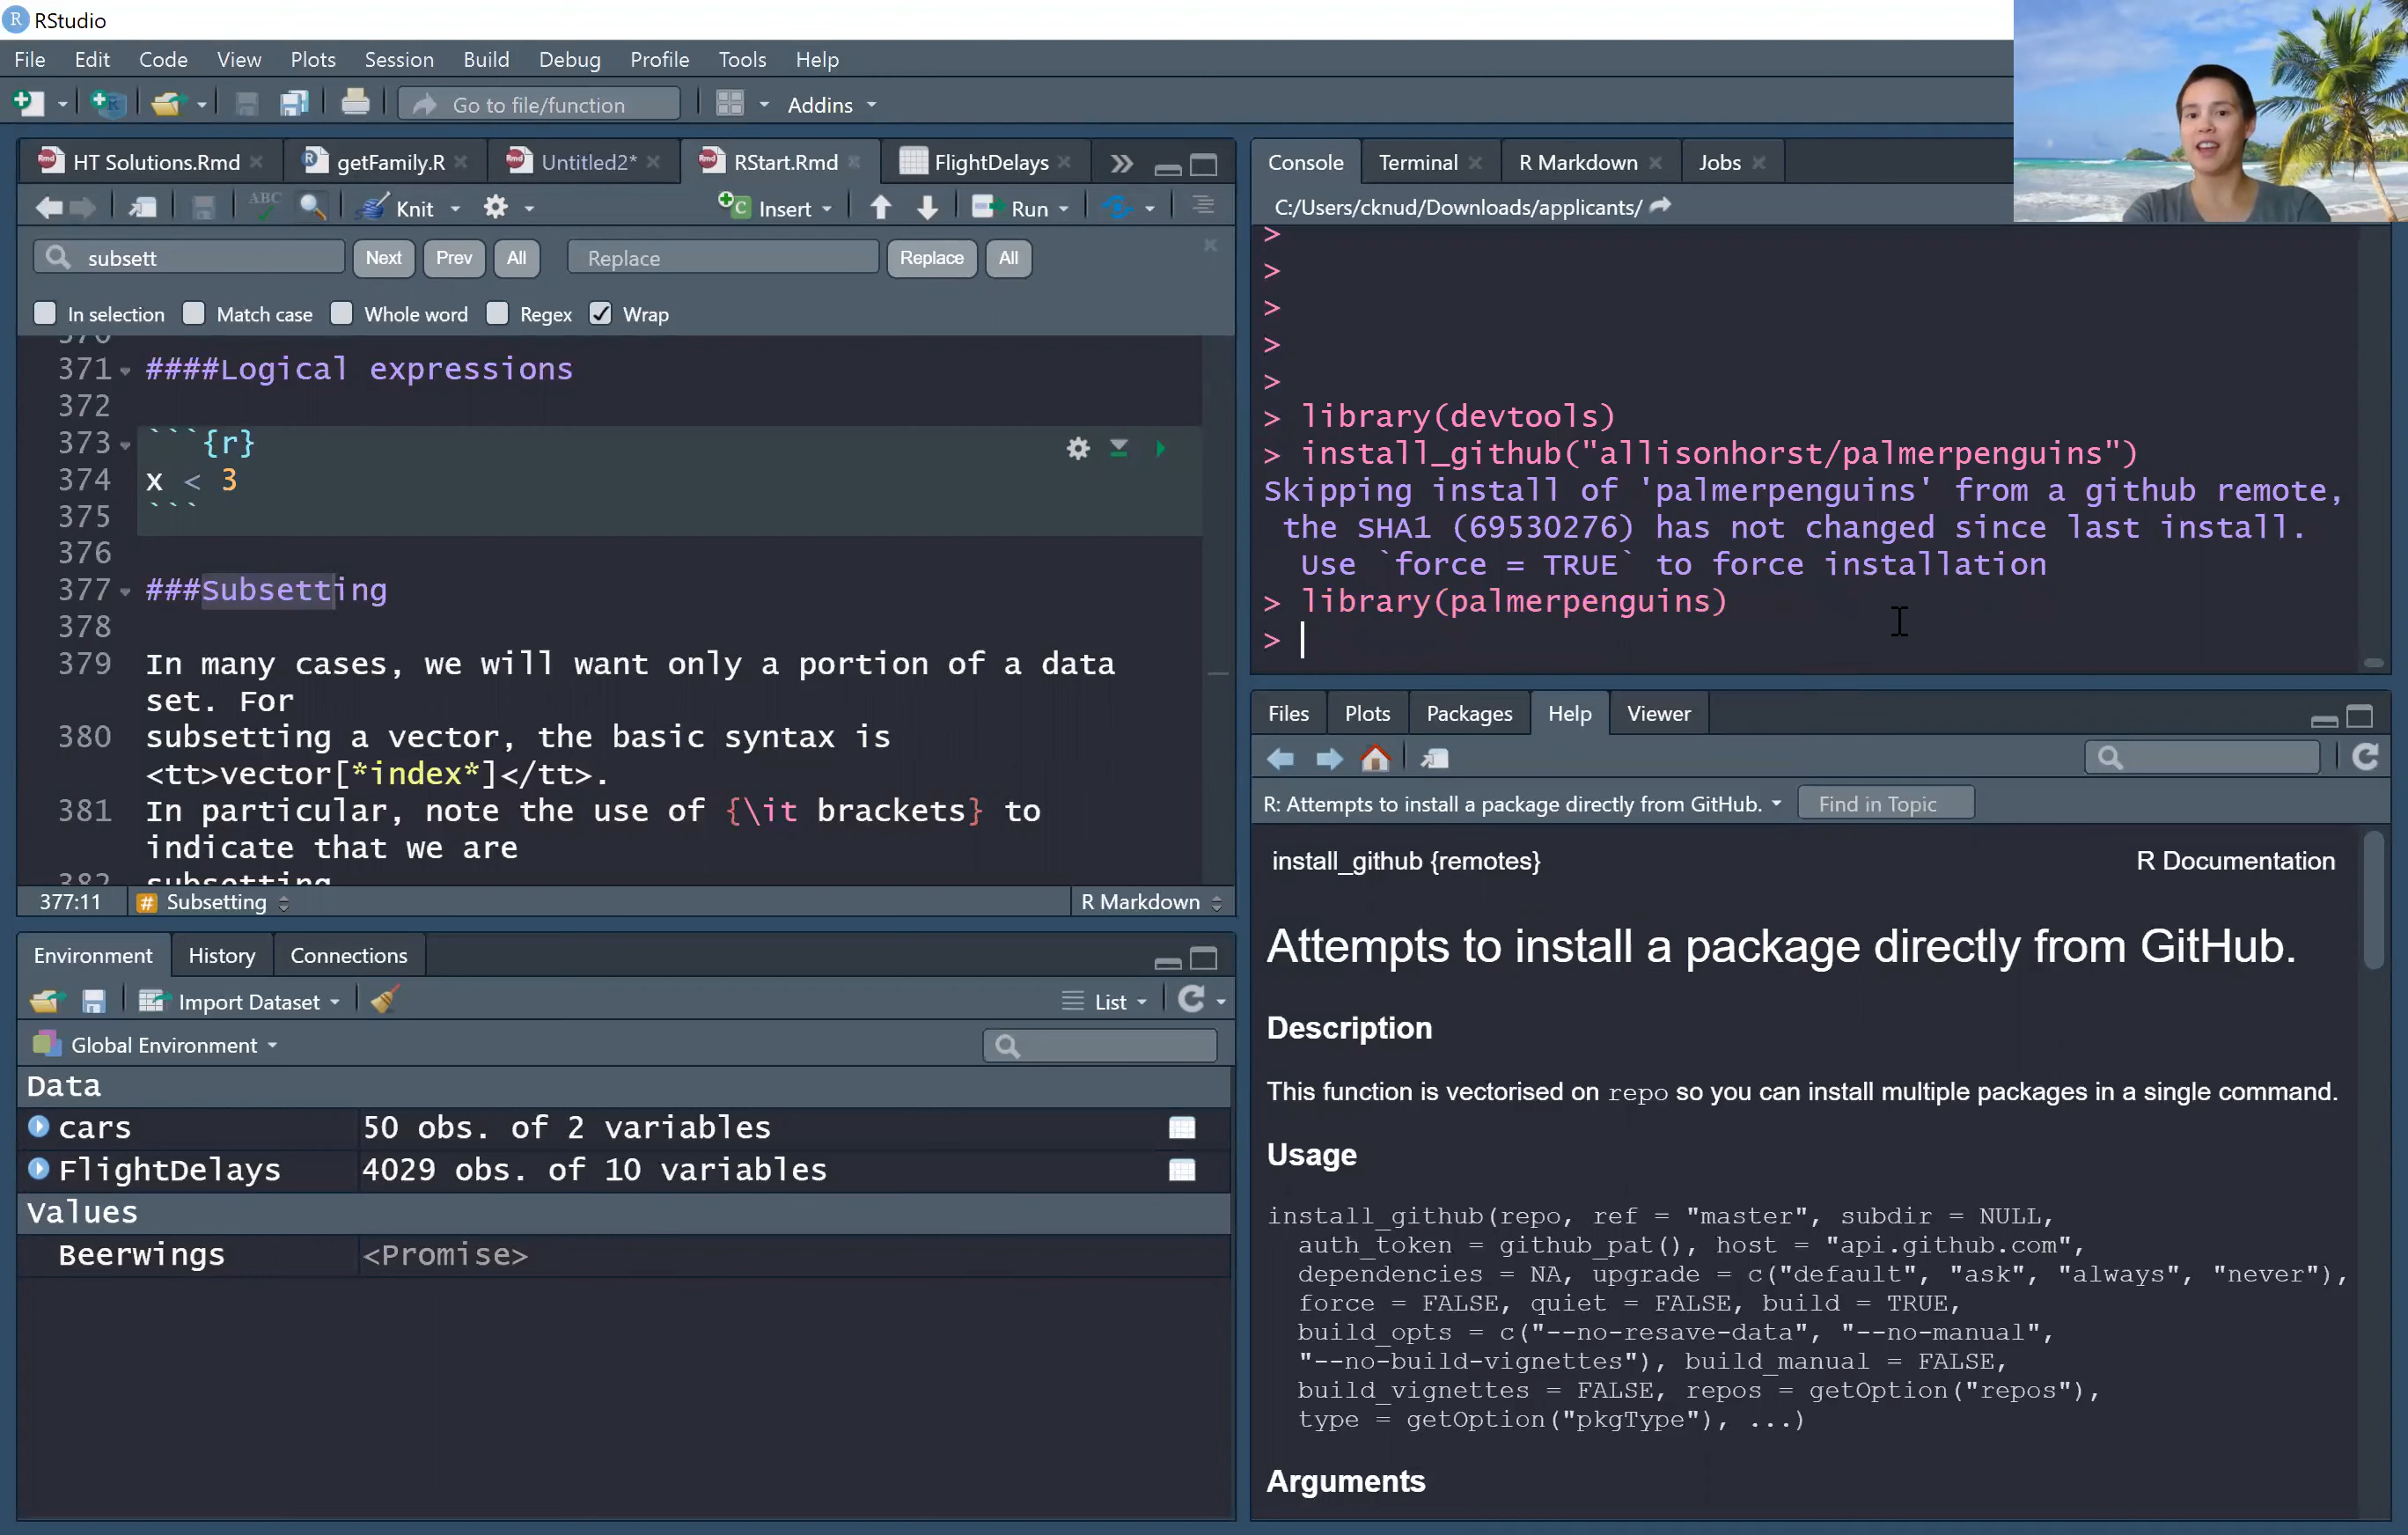 RStudio
File Edit Code View Plots Session Build Debug Profile Tools Help
Go to file/function Addins
HT Solutions.Rmd getFamily.R Untitled2* RStart.Rmd FlightDelays
ABC Knit Insert Run
subsett Next Prev All Replace Replace All
In selection Match case Whole word Regex Wrap
370
371 ####Logical expressions
372
373 ```{r}
374 x < 3
375 ```
376
377 ###Subsetting
378
379 In many cases, we will want only a portion of a data
set. For
380 subsetting a vector, the basic syntax is
<tt>vector[*index*]</tt>.
381 In particular, note the use of {\it brackets} to
indicate that we are
382 subsetting
377:11 # Subsetting R Markdown
Environment History Connections
Import Dataset List
Global Environment
Data
cars 50 obs. of 2 variables
FlightDelays 4029 obs. of 10 variables
Values
Beerwings <Promise>
Console Terminal R Markdown Jobs
C:/Users/cknud/Downloads/applicants/
>
>
>
>
>
> library(devtools)
> install_github("allisonhorst/palmerpenguins")
Skipping install of 'palmerpenguins' from a github remote,
the SHA1 (69530276) has not changed since last install.
Use `force = TRUE` to force installation
> library(palmerpenguins)
>
Files Plots Packages Help Viewer
R: Attempts to install a package directly from GitHub. Find in Topic
install_github {remotes} R Documentation
Attempts to install a package directly from GitHub.
Description
This function is vectorised on repo so you can install multiple packages in a single command.
Usage
install_github(repo, ref = "master", subdir = NULL,
auth_token = github_pat(), host = "api.github.com",
dependencies = NA, upgrade = c("default", "ask", "always", "never"),
force = FALSE, quiet = FALSE, build = TRUE,
build_opts = c("--no-resave-data", "--no-manual",
"--no-build-vignettes"), build_manual = FALSE,
build_vignettes = FALSE, repos = getOption("repos"),
type = getOption("pkgType"), ...)
Arguments